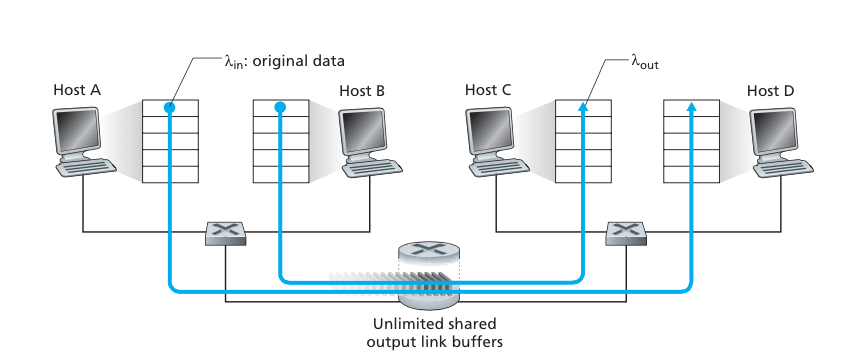 λin: original data
λout
Host A
Host B
Host C
Host D
Unlimited shared
output link buffers